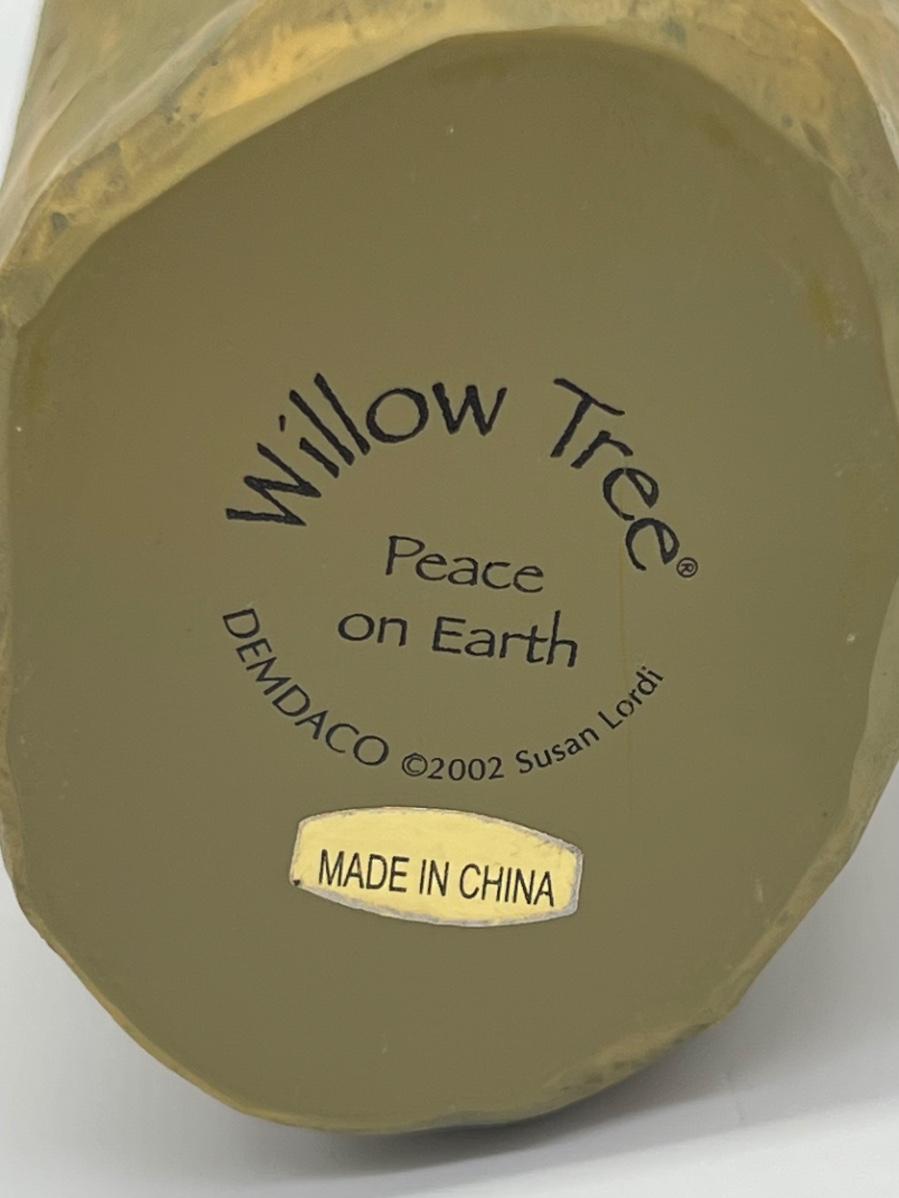 Willow Tree®
Peace
on Earth
DEMDACO ©2002 Susan Lordi
MADE IN CHINA